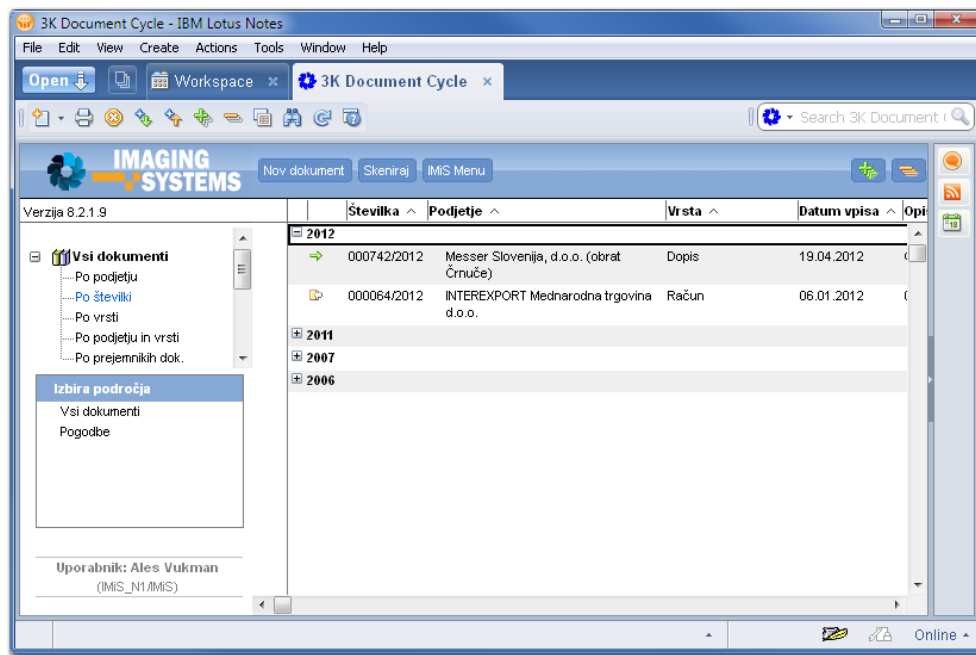 3K Document Cycle - IBM Lotus Notes
File Edit View Create Actions Tools Window Help
Open Workspace 3K Document Cycle
Search 3K Document
IMAGING
SYSTEMS
Nov dokument Skeniraj IMiS Menu
Verzija 8.2.1.9
Številka Podjetje Vrsta Datum vpisa Opi
2012
000742/2012 Messer Slovenija, d.o.o. (obrat Črnuče) Dopis 19.04.2012
000064/2012 INTEREXPORT Mednarodna trgovina d.o.o. Račun 06.01.2012
2011
2007
2006
Vsi dokumenti
Po podjetju
Po številki
Po vrsti
Po podjetju in vrsti
Po prejemnikih dok.
Izbira področja
Vsi dokumenti
Pogodbe
Uporabnik: Ales Vukman
(IMiS_N1/IMiS)
18
Online